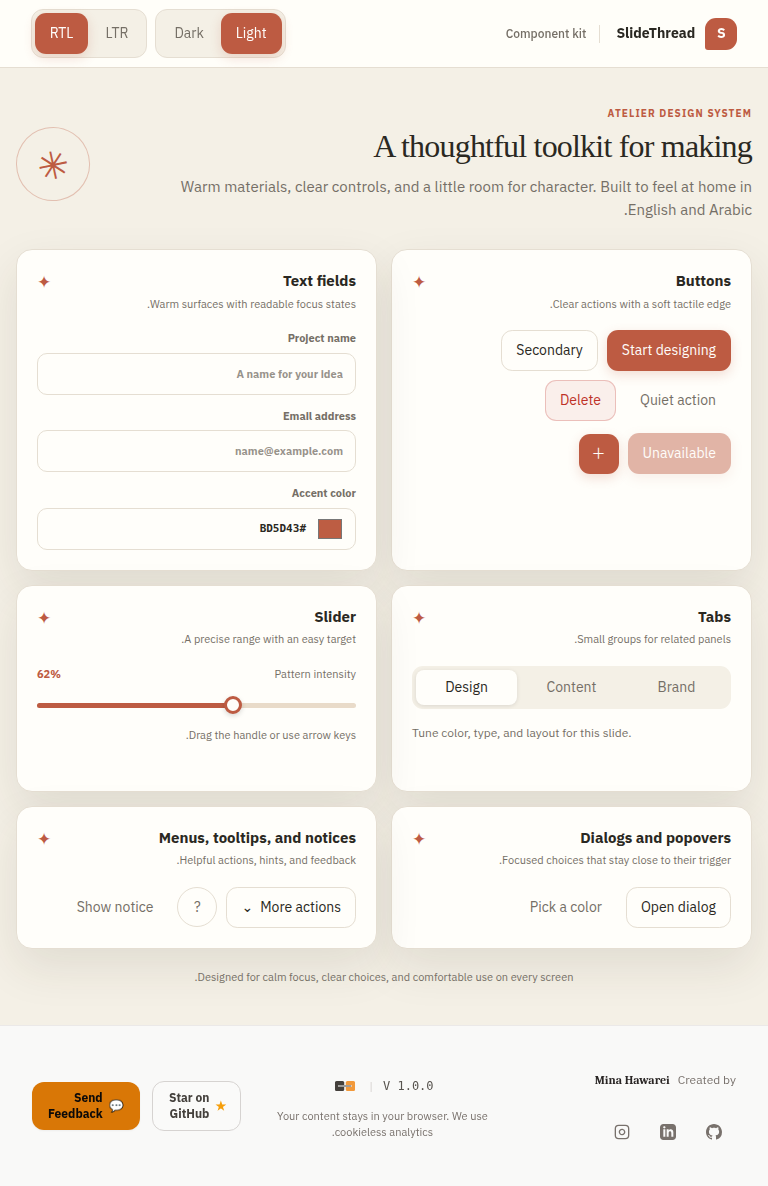 S SlideThread Component kit Light Dark LTR RTL
ATELIER DESIGN SYSTEM
A thoughtful toolkit for making
Warm materials, clear controls, and a little room for character. Built to feel at home in
.English and Arabic
Buttons
.Clear actions with a soft tactile edge
Start designing Secondary
Quiet action Delete
Unavailable +
Text fields
.Warm surfaces with readable focus states
Project name
A name for your idea
Email address
name@example.com
Accent color
BD5D43#
Tabs
.Small groups for related panels
Brand Content Design
Tune color, type, and layout for this slide.
Slider
.A precise range with an easy target
Pattern intensity 62%
.Drag the handle or use arrow keys
Dialogs and popovers
.Focused choices that stay close to their trigger
Open dialog Pick a color
Menus, tooltips, and notices
.Helpful actions, hints, and feedback
More actions ? Show notice
.Designed for calm focus, clear choices, and comfortable use on every screen
Created by Mina Hawarei
V 1.0.0 |
Your content stays in your browser. We use
.cookieless analytics
Star on
GitHub
Send
Feedback